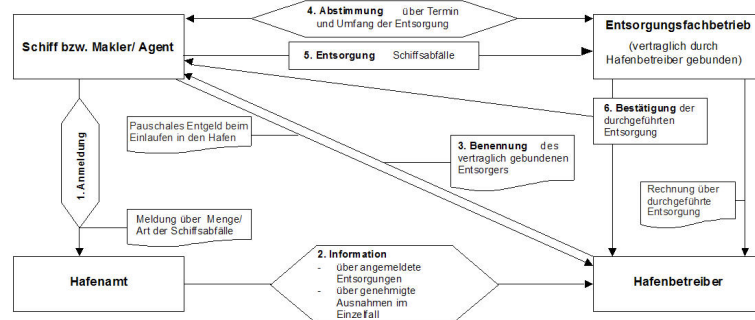 4. Abstimmung über Termin
und Umfang der Entsorgung
Schiff bzw. Makler/ Agent
Entsorgungsfachbetrieb
(vertraglich durch
Hafenbetreiber gebunden)
5. Entsorgung Schiffsabfälle
6. Bestätigung der
durchgeführten
Entsorgung
Pauschales Entgeld beim
Einlaufen in den Hafen
3. Benennung des
vertraglich gebundenen
Entsorgers
1. Anmeldung
Rechnung über
durchgeführte
Entsorgung
Meldung über Menge/
Art der Schiffsabfälle
2. Information
- über angemeldete
Entsorgungen
- über genehmigte
Ausnahmen im
Einzelfall
Hafenamt
Hafenbetreiber